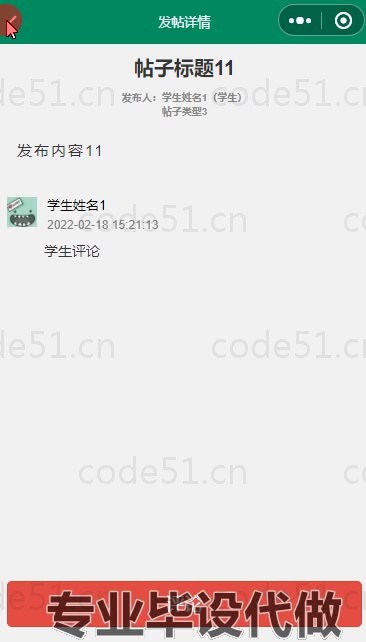 发帖详情
帖子标题11
发布人：学生姓名1（学生）
帖子类型3
发布内容11
学生姓名1
2022-02-18 15:21:13
学生评论
code51.cn
code51.cn
code51.cn
code51.cn
code51.cn
专业毕设代做